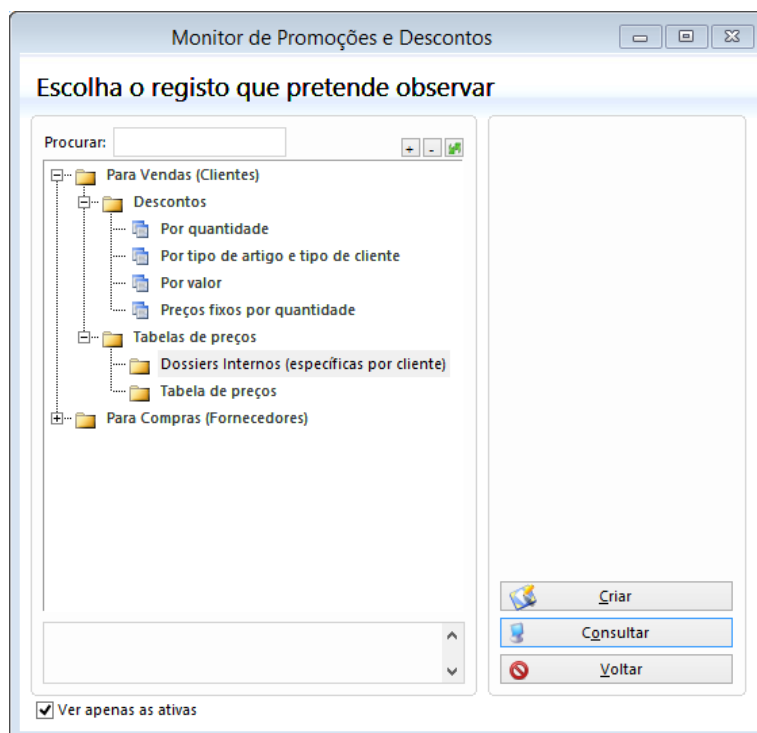 Monitor de Promoções e Descontos
Escolha o registo que pretende observar
Procurar:
+ -
Para Vendas (Clientes)
Descontos
Por quantidade
Por tipo de artigo e tipo de cliente
Por valor
Preços fixos por quantidade
Tabelas de preços
Dossiers Internos (específicas por cliente)
Tabela de preços
Para Compras (Fornecedores)
Criar
Consultar
Voltar
Ver apenas as ativas